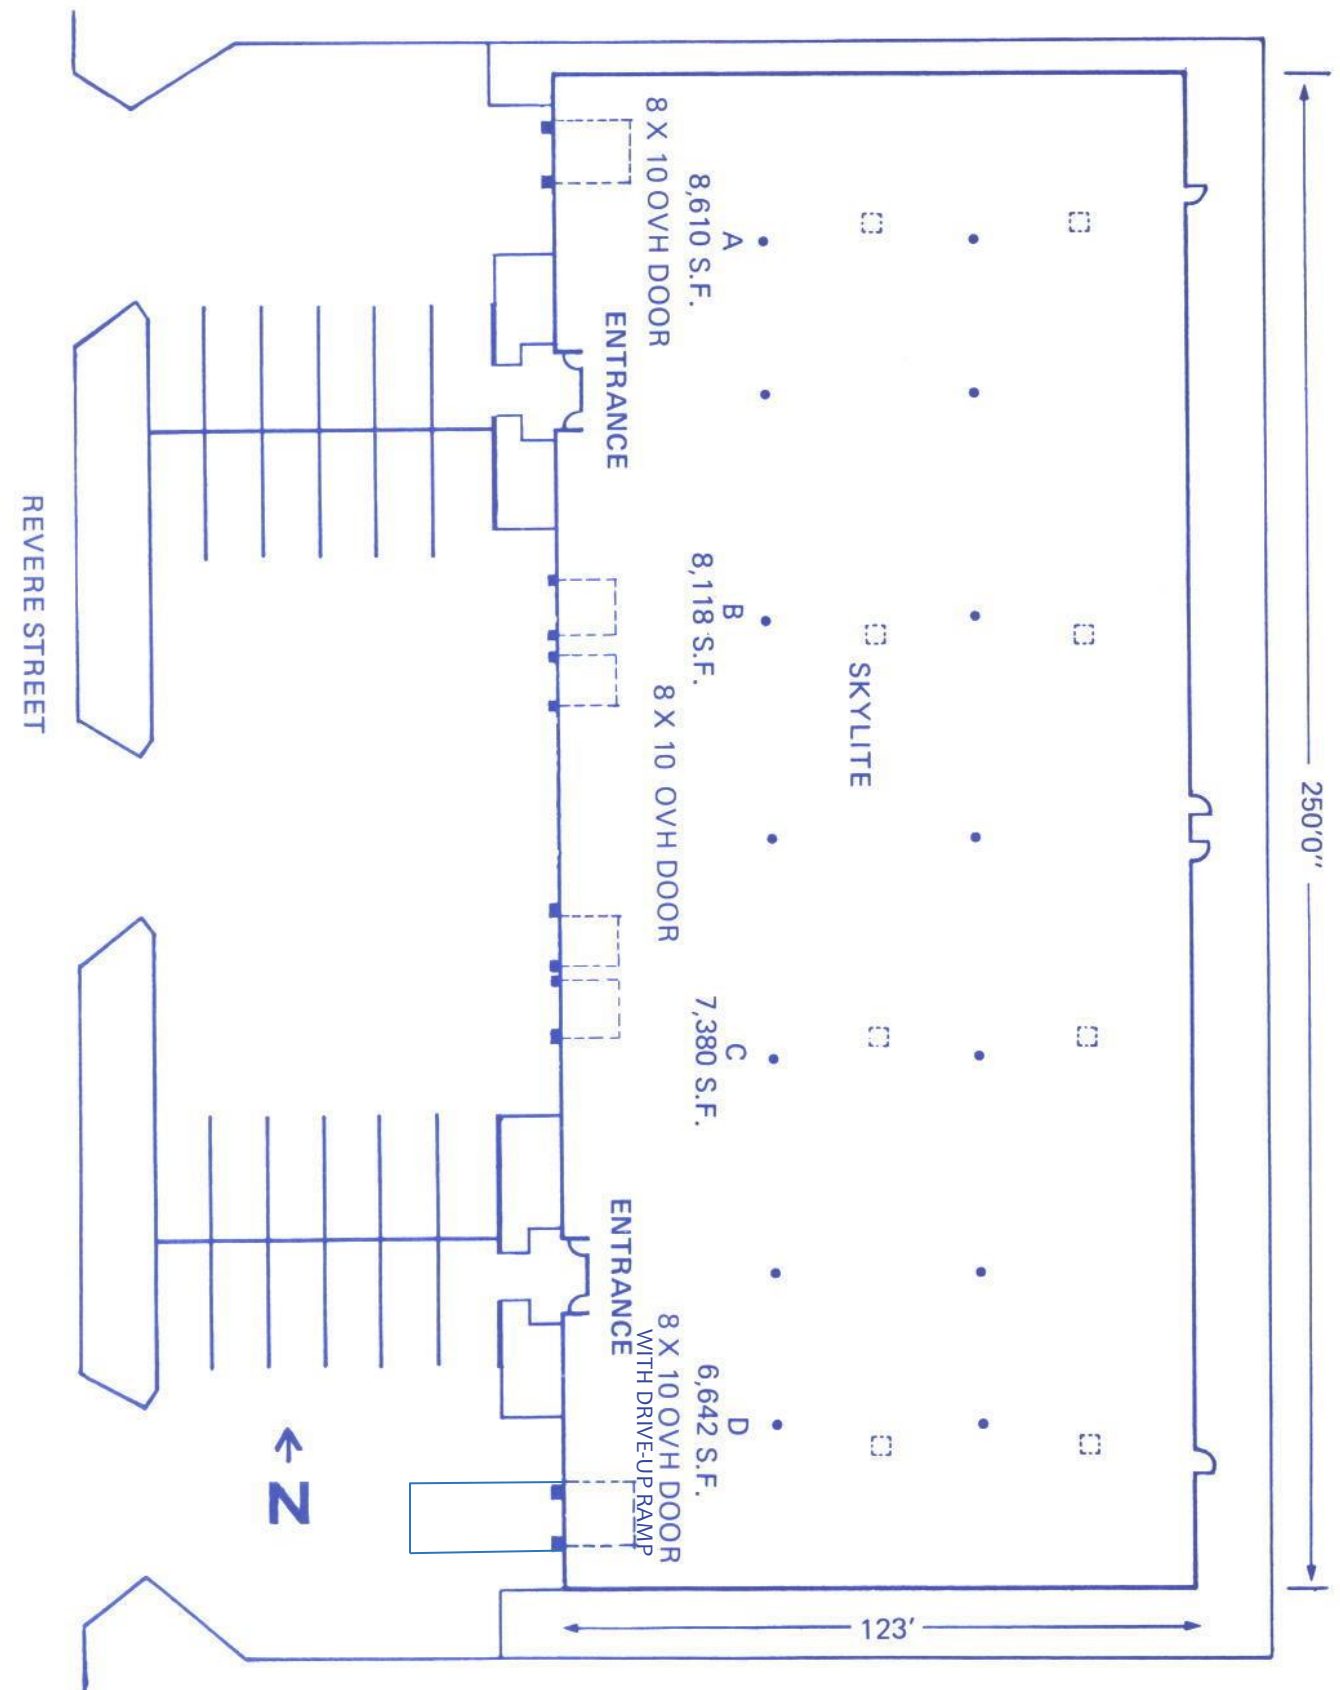 8 X 10 OVH DOOR
A
8,610 S.F.
ENTRANCE
B
8,118 S.F.
SKYLITE
8 X 10 OVH DOOR
C
7,380 S.F.
ENTRANCE
D
6,642 S.F.
8 X 10 OVH DOOR
WITH DRIVE-UP RAMP
REVERE STREET
N
250'0"
123'